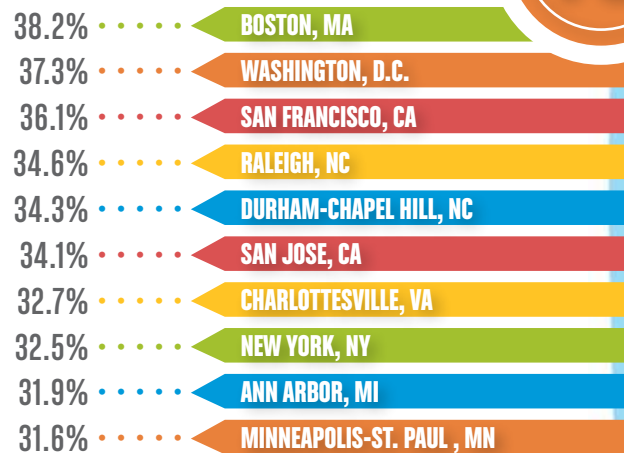 38.2% BOSTON, MA
37.3% WASHINGTON, D.C.
36.1% SAN FRANCISCO, CA
34.6% RALEIGH, NC
34.3% DURHAM-CHAPEL HILL, NC
34.1% SAN JOSE, CA
32.7% CHARLOTTESVILLE, VA
32.5% NEW YORK, NY
31.9% ANN ARBOR, MI
31.6% MINNEAPOLIS-ST. PAUL , MN